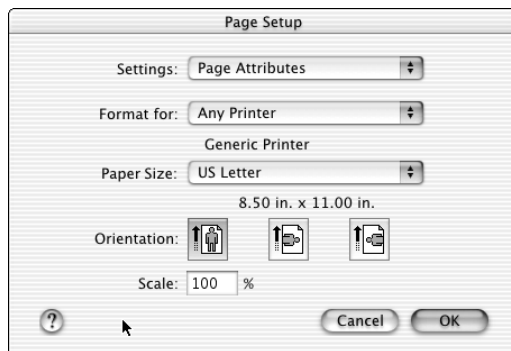 Page Setup
Settings: Page Attributes
Format for: Any Printer
Generic Printer
Paper Size: US Letter
8.50 in. x 11.00 in.
Orientation:
Scale: 100 %
? Cancel OK